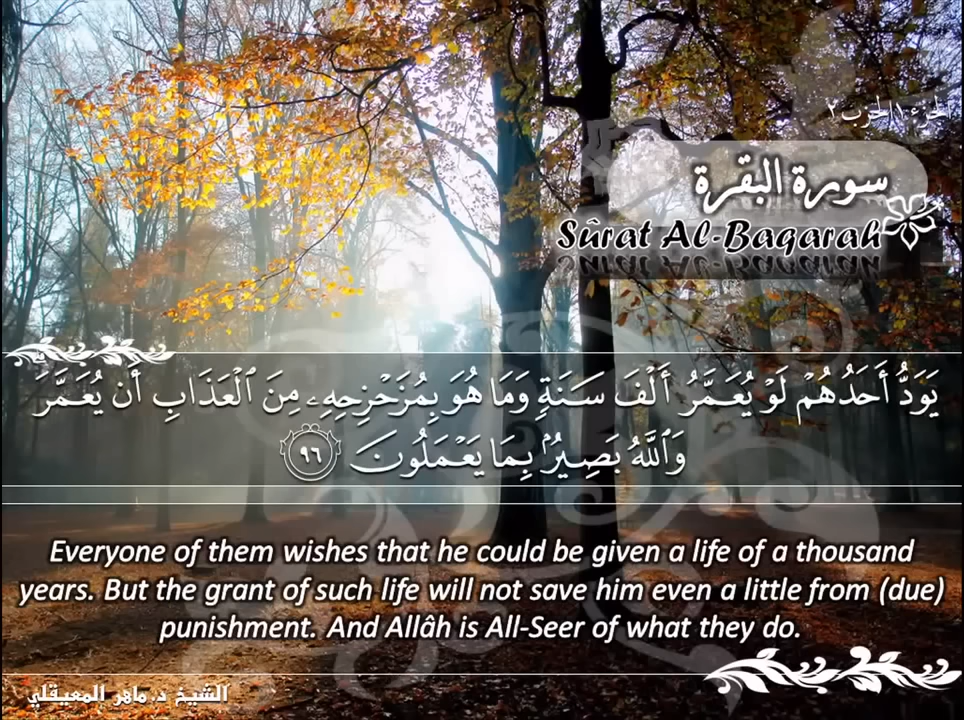 الجزء ١ الحزب ٢
سورة البقرة
Sûrat Al-Baqarah
يَوَدُّ أَحَدُهُمْ لَوْ يُعَمَّرُ أَلْفَ سَنَةٍ وَمَا هُوَ بِمُزَحْزِحِهِۦ مِنَ ٱلْعَذَابِ أَن يُعَمَّرَ
وَٱللَّهُ بَصِيرٌۢ بِمَا يَعْمَلُونَ ٩٦
Everyone of them wishes that he could be given a life of a thousand
years. But the grant of such life will not save him even a little from (due)
punishment. And Allâh is All-Seer of what they do.
الشيخ د. ماهر المعيقلي